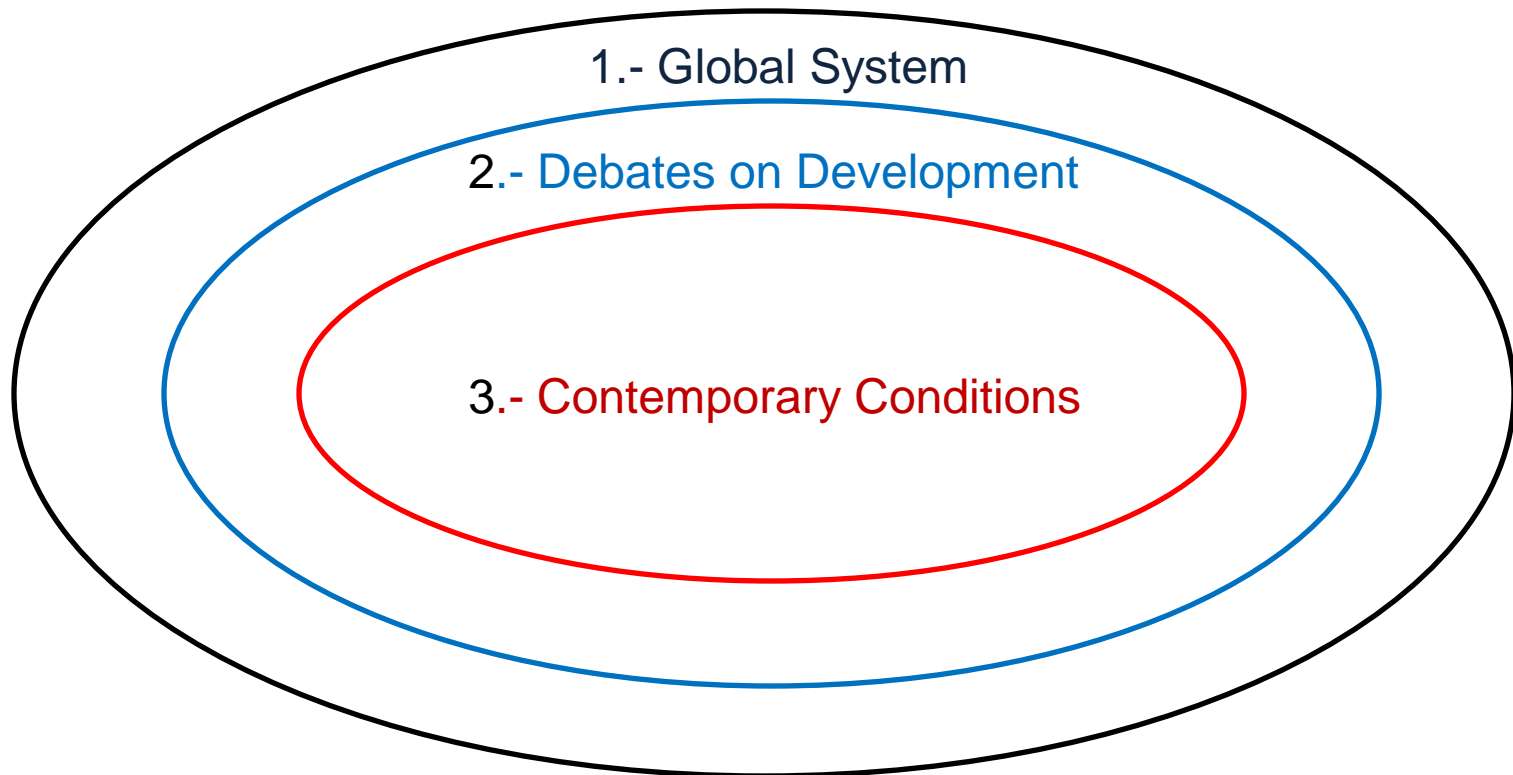 1.- Global System
2.- Debates on Development
3.- Contemporary Conditions